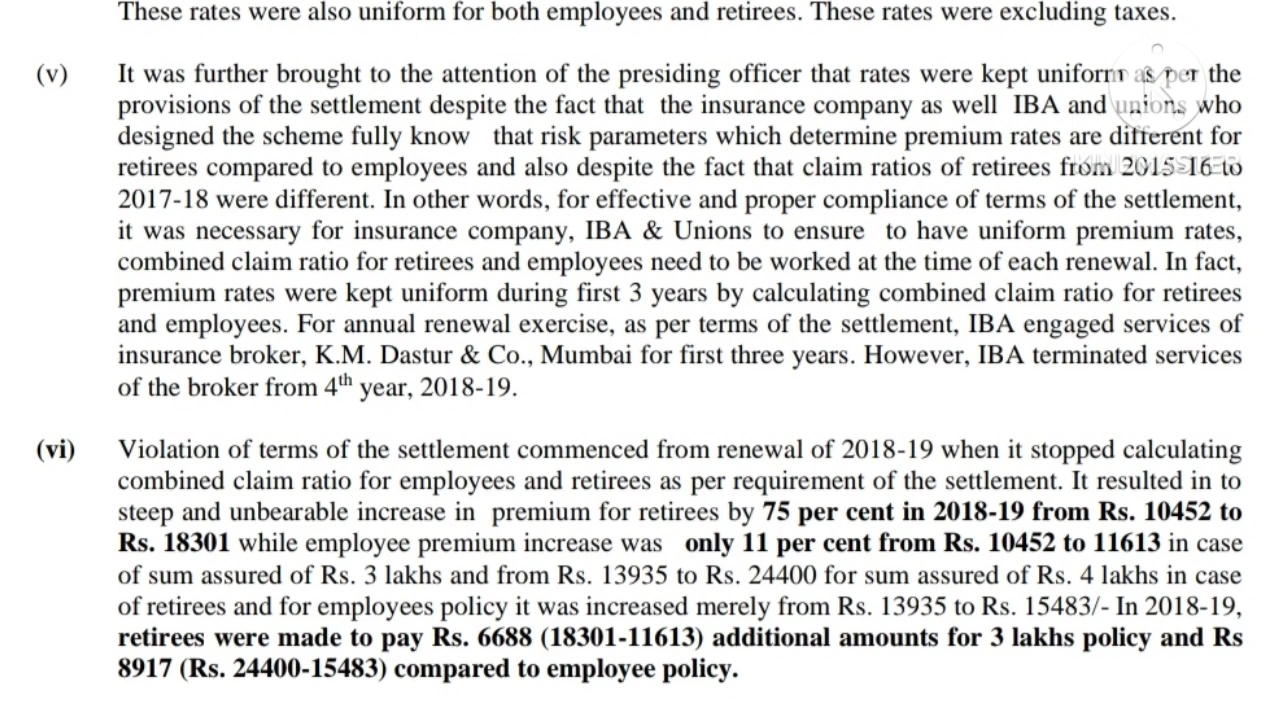 These rates were also uniform for both employees and retirees. These rates were excluding taxes.
(v) It was further brought to the attention of the presiding officer that rates were kept uniform as per the
provisions of the settlement despite the fact that the insurance company as well IBA and unions who
designed the scheme fully know that risk parameters which determine premium rates are different for
retirees compared to employees and also despite the fact that claim ratios of retirees from 2015-16 to
2017-18 were different. In other words, for effective and proper compliance of terms of the settlement,
it was necessary for insurance company, IBA & Unions to ensure to have uniform premium rates,
combined claim ratio for retirees and employees need to be worked at the time of each renewal. In fact,
premium rates were kept uniform during first 3 years by calculating combined claim ratio for retirees
and employees. For annual renewal exercise, as per terms of the settlement, IBA engaged services of
insurance broker, K.M. Dastur & Co., Mumbai for first three years. However, IBA terminated services
of the broker from 4th year, 2018-19.
(vi) Violation of terms of the settlement commenced from renewal of 2018-19 when it stopped calculating
combined claim ratio for employees and retirees as per requirement of the settlement. It resulted in to
steep and unbearable increase in premium for retirees by 75 per cent in 2018-19 from Rs. 10452 to
Rs. 18301 while employee premium increase was only 11 per cent from Rs. 10452 to 11613 in case
of sum assured of Rs. 3 lakhs and from Rs. 13935 to Rs. 24400 for sum assured of Rs. 4 lakhs in case
of retirees and for employees policy it was increased merely from Rs. 13935 to Rs. 15483/- In 2018-19,
retirees were made to pay Rs. 6688 (18301-11613) additional amounts for 3 lakhs policy and Rs
8917 (Rs. 24400-15483) compared to employee policy.